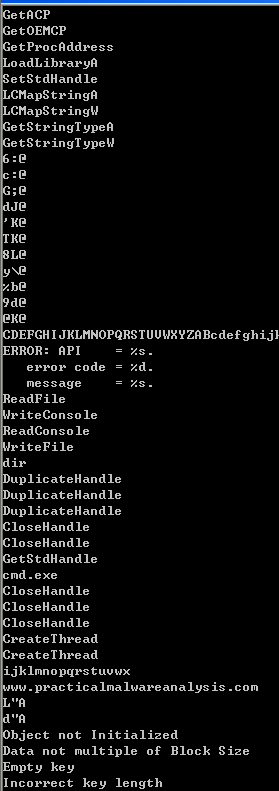 GetACP
GetOEMCP
GetProcAddress
LoadLibraryA
SetStdHandle
LCMapStringA
LCMapStringW
GetStringTypeA
GetStringTypeW
6:@
c:@
G;@
dJ@
'K@
TK@
8L@
y\@
%b@
9d@
@K@
CDEFGHIJKLMNOPQRSTUVWXYZABcdefghijk
ERROR: API    = %s.
   error code = %d.
   message    = %s.
ReadFile
WriteConsole
ReadConsole
WriteFile
dir
DuplicateHandle
DuplicateHandle
DuplicateHandle
CloseHandle
CloseHandle
GetStdHandle
cmd.exe
CloseHandle
CloseHandle
CloseHandle
CreateThread
CreateThread
ijklmnopqrstuvwx
www.practicalmalwareanalysis.com
L"A
d"A
Object not Initialized
Data not multiple of Block Size
Empty key
Incorrect key length